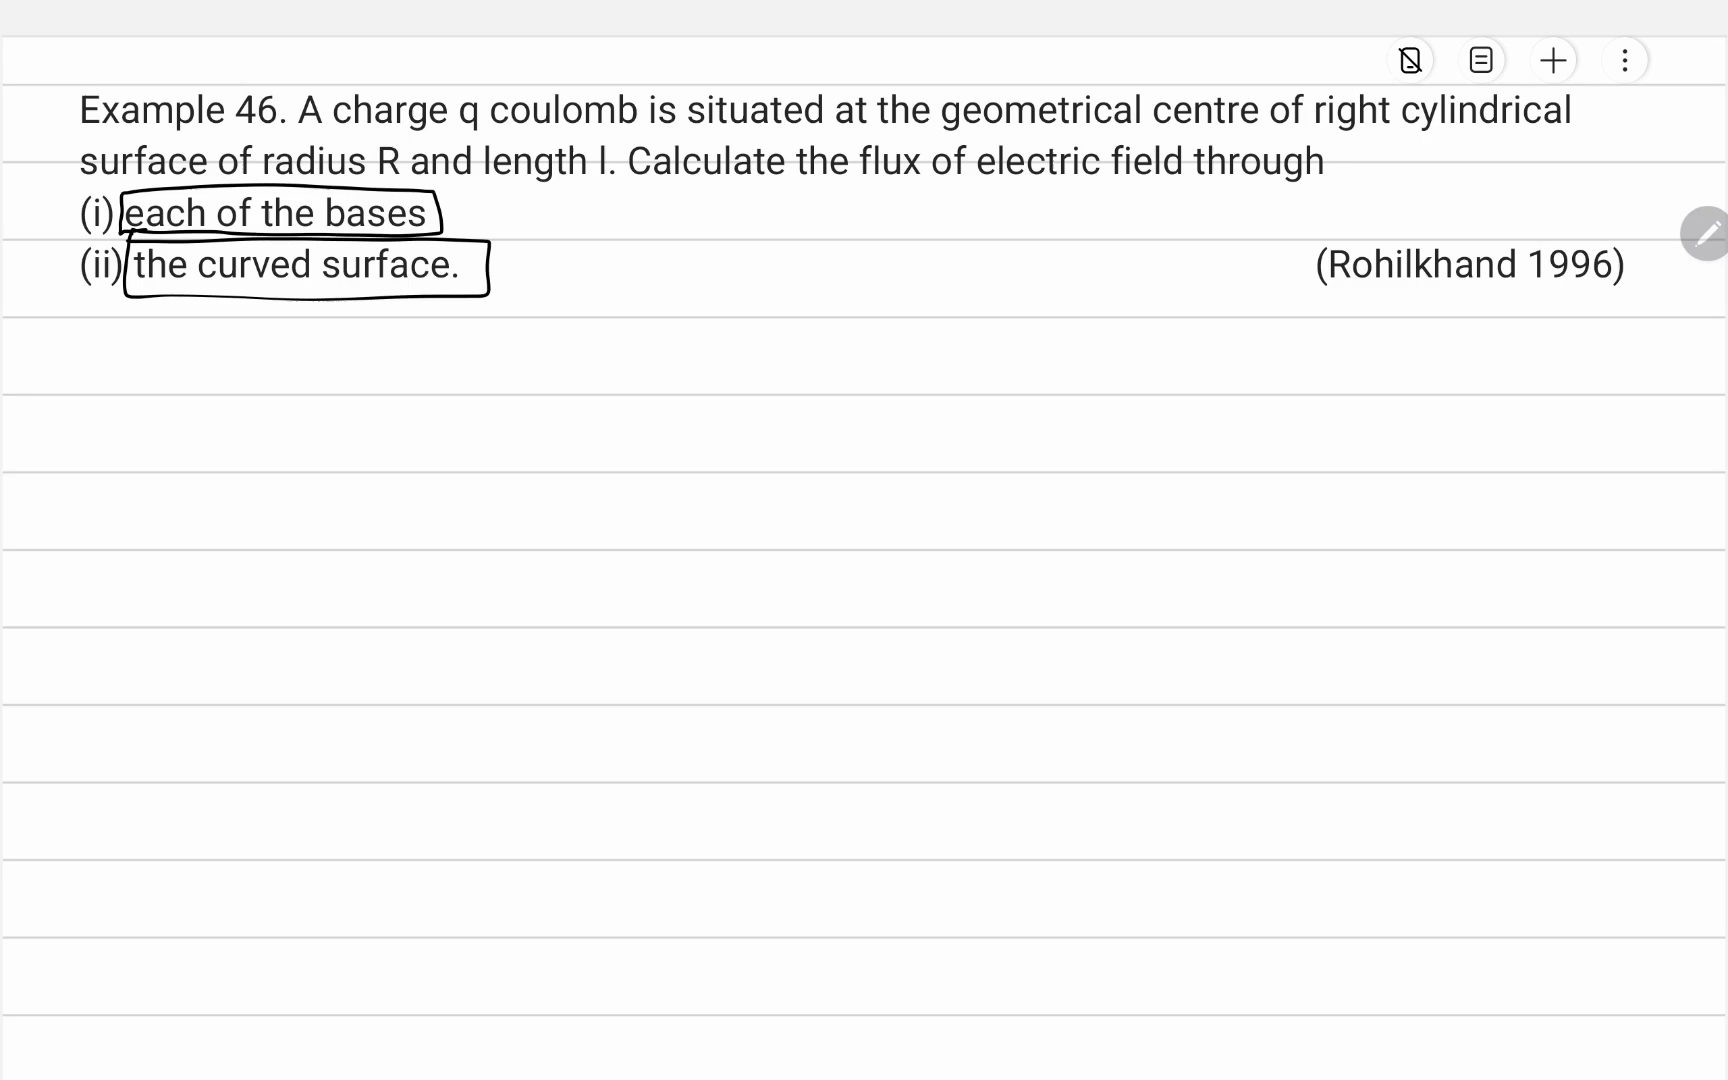 Example 46. A charge q coulomb is situated at the geometrical centre of right cylindrical
surface of radius R and length l. Calculate the flux of electric field through
(i) each of the bases
(ii) the curved surface. (Rohilkhand 1996)